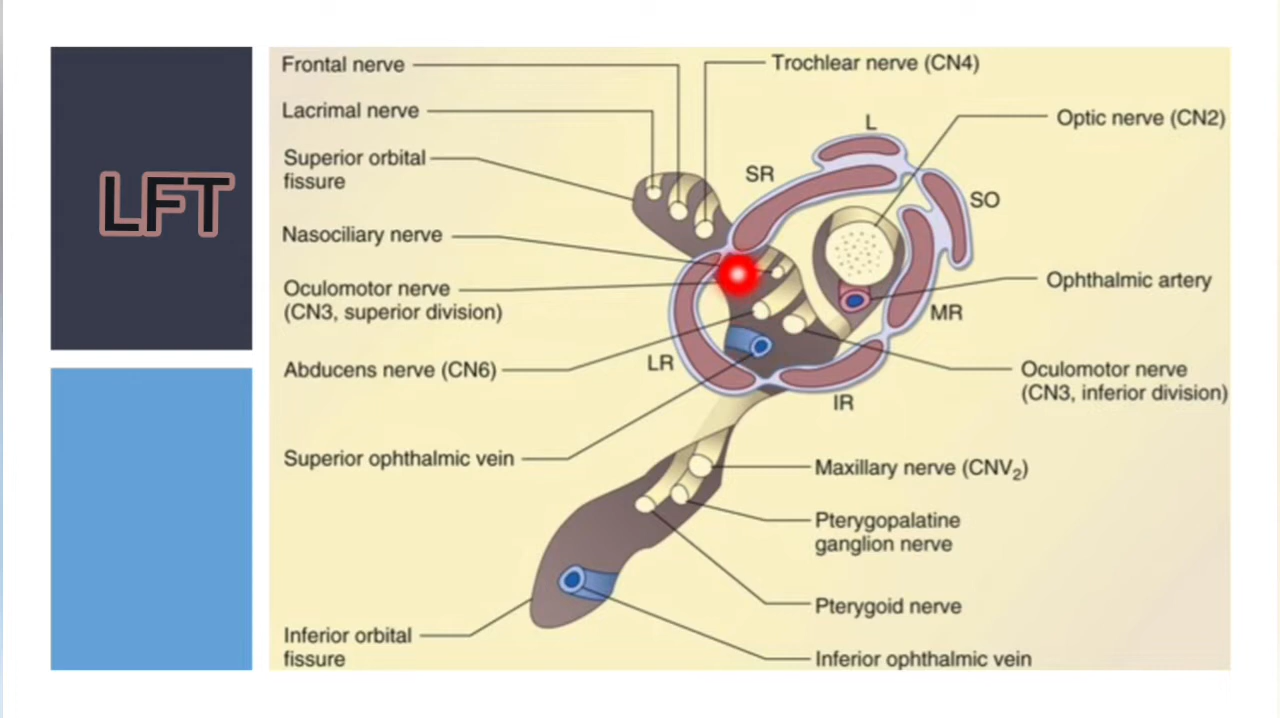 LFT
Frontal nerve
Lacrimal nerve
Superior orbital
fissure
Nasociliary nerve
Oculomotor nerve
(CN3, superior division)
Abducens nerve (CN6)
Superior ophthalmic vein
Inferior orbital
fissure
L
SR
SO
MR
LR
IR
Trochlear nerve (CN4)
Optic nerve (CN2)
Ophthalmic artery
Oculomotor nerve
(CN3, inferior division)
Maxillary nerve (CNV₂)
Pterygopalatine
ganglion nerve
Pterygoid nerve
Inferior ophthalmic vein